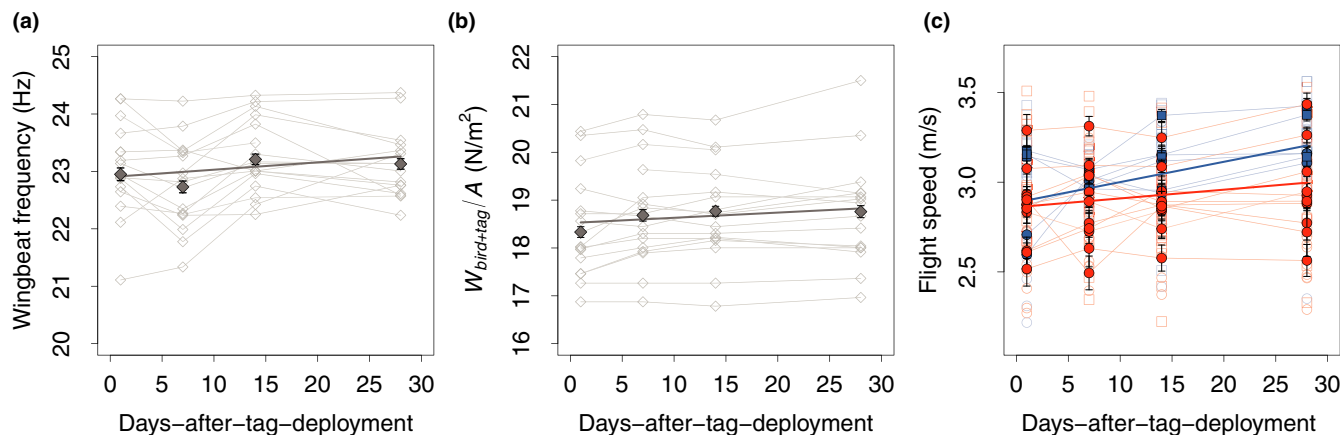 (a)
Wingbeat frequency (Hz)
20 21 22 23 24 25
0 5 10 15 20 25 30
Days−after−tag−deployment
(b)
W bird+tag / A (N/m²)
16 17 18 19 20 21 22
0 5 10 15 20 25 30
Days−after−tag−deployment
(c)
Flight speed (m/s)
2.5 3.0 3.5
0 5 10 15 20 25 30
Days−after−tag−deployment